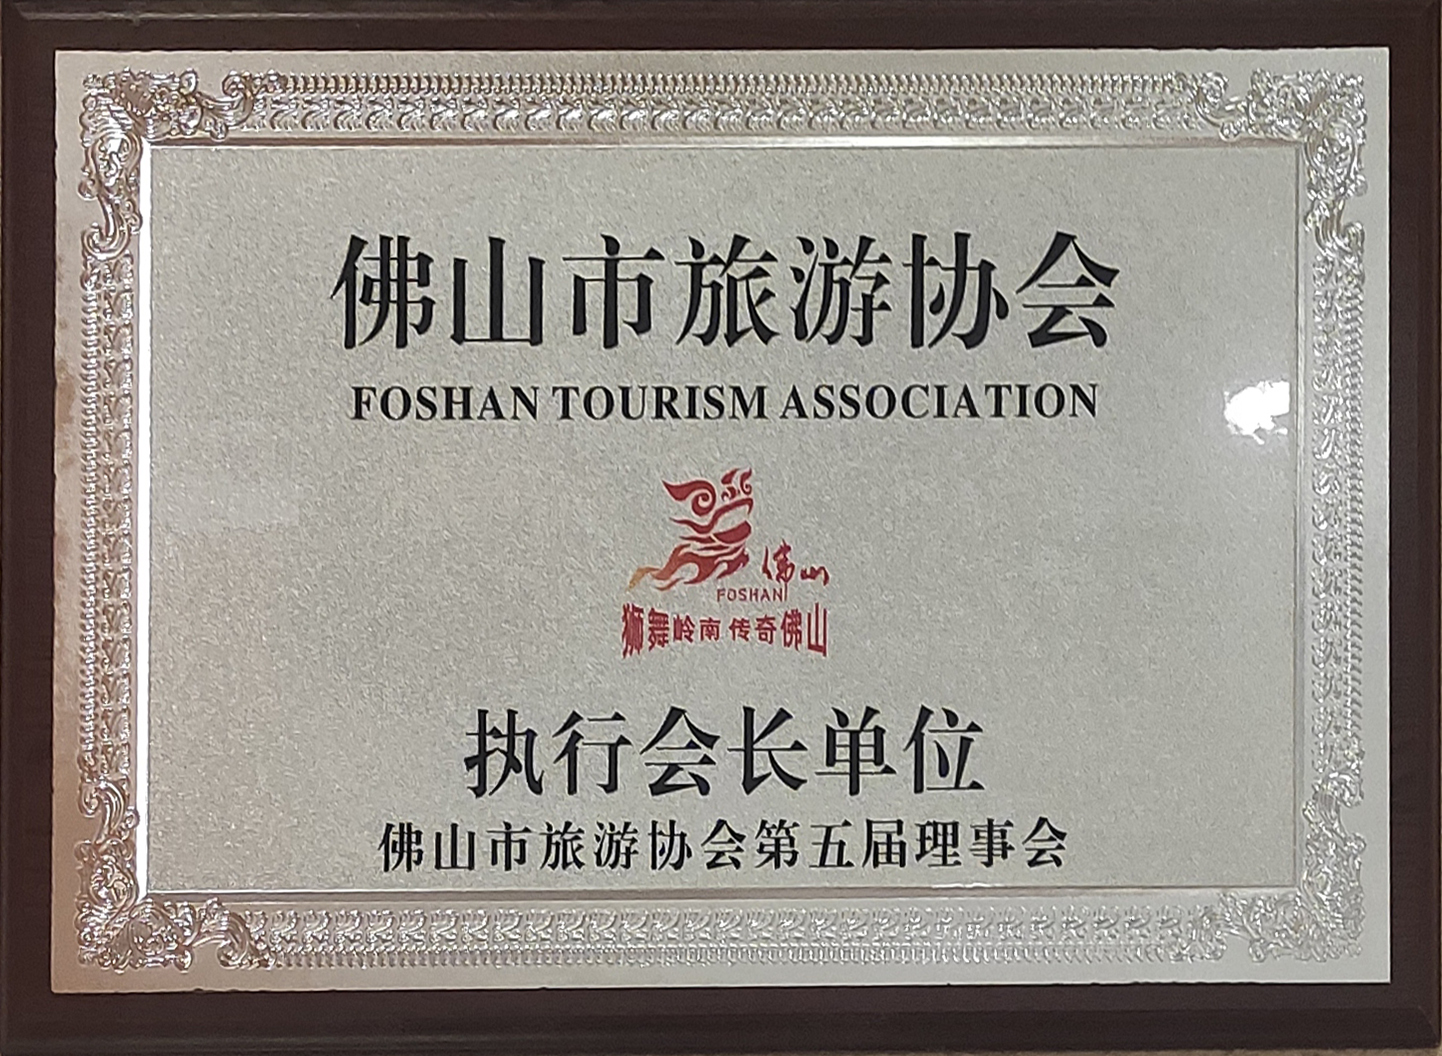 佛山市旅游协会
FOSHAN TOURISM ASSOCIATION
佛山
FOSHAN
狮舞岭南 传奇佛山
执行会长单位
佛山市旅游协会第五届理事会